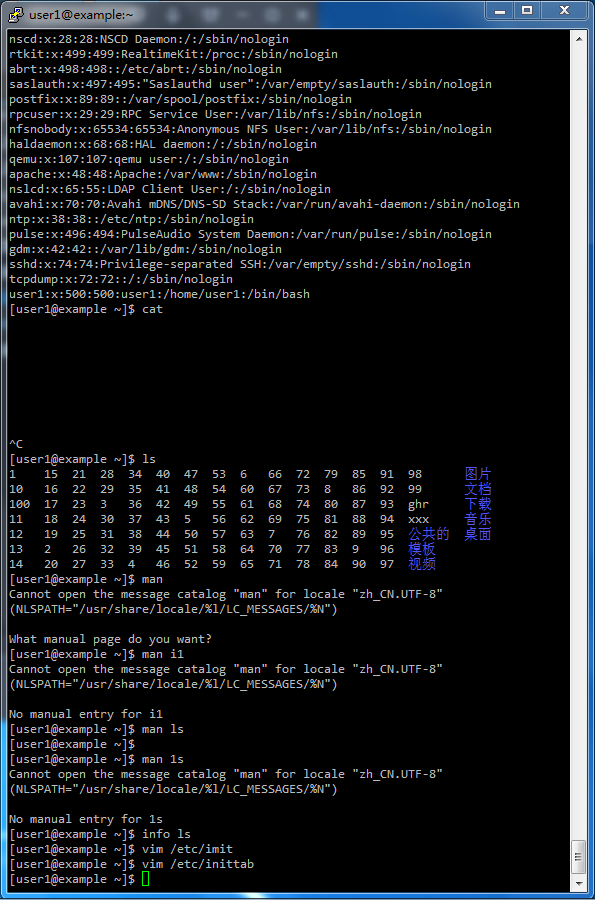 user1@example:~
nscd:x:28:28:NSCD Daemon:/:/sbin/nologin
rtkit:x:499:499:RealtimeKit:/proc:/sbin/nologin
abrt:x:498:498::/etc/abrt:/sbin/nologin
saslauth:x:497:495:"Saslauthd user":/var/empty/saslauth:/sbin/nologin
postfix:x:89:89::/var/spool/postfix:/sbin/nologin
rpcuser:x:29:29:RPC Service User:/var/lib/nfs:/sbin/nologin
nfsnobody:x:65534:65534:Anonymous NFS User:/var/lib/nfs:/sbin/nologin
haldaemon:x:68:68:HAL daemon:/:/sbin/nologin
qemu:x:107:107:qemu user:/:/sbin/nologin
apache:x:48:48:Apache:/var/www:/sbin/nologin
nslcd:x:65:55:LDAP Client User:/:/sbin/nologin
avahi:x:70:70:Avahi mDNS/DNS-SD Stack:/var/run/avahi-daemon:/sbin/nologin
ntp:x:38:38::/etc/ntp:/sbin/nologin
pulse:x:496:494:PulseAudio System Daemon:/var/run/pulse:/sbin/nologin
gdm:x:42:42::/var/lib/gdm:/sbin/nologin
sshd:x:74:74:Privilege-separated SSH:/var/empty/sshd:/sbin/nologin
tcpdump:x:72:72::/:/sbin/nologin
user1:x:500:500:user1:/home/user1:/bin/bash
[user1@example ~]$ cat
^C
[user1@example ~]$ ls
1 15 21 28 34 40 47 53 6 66 72 79 85 91 98 图片
10 16 22 29 35 41 48 54 60 67 73 8 86 92 99 文档
100 17 23 3 36 42 49 55 61 68 74 80 87 93 ghr 下载
11 18 24 30 37 43 5 56 62 69 75 81 88 94 xxx 音乐
12 19 25 31 38 44 50 57 63 7 76 82 89 95 公共的 桌面
13 2 26 32 39 45 51 58 64 70 77 83 9 96 模板
14 20 27 33 4 46 52 59 65 71 78 84 90 97 视频
[user1@example ~]$ man
Cannot open the message catalog "man" for locale "zh_CN.UTF-8"
(NLSPATH="/usr/share/locale/%l/LC_MESSAGES/%N")
What manual page do you want?
[user1@example ~]$ man i1
Cannot open the message catalog "man" for locale "zh_CN.UTF-8"
(NLSPATH="/usr/share/locale/%l/LC_MESSAGES/%N")
No manual entry for i1
[user1@example ~]$ man ls
[user1@example ~]$
[user1@example ~]$ man 1s
Cannot open the message catalog "man" for locale "zh_CN.UTF-8"
(NLSPATH="/usr/share/locale/%l/LC_MESSAGES/%N")
No manual entry for 1s
[user1@example ~]$ info ls
[user1@example ~]$ vim /etc/imit
[user1@example ~]$ vim /etc/inittab
[user1@example ~]$